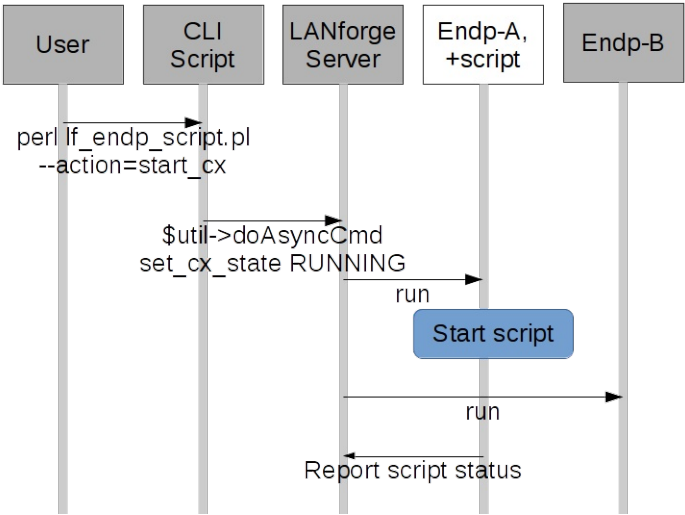 User
CLI
Script
LANforge
Server
Endp-A,
+script
Endp-B
perl lf_endp_script.pl
--action=start_cx
$util->doAsyncCmd
set_cx_state RUNNING
run
Start script
run
Report script status